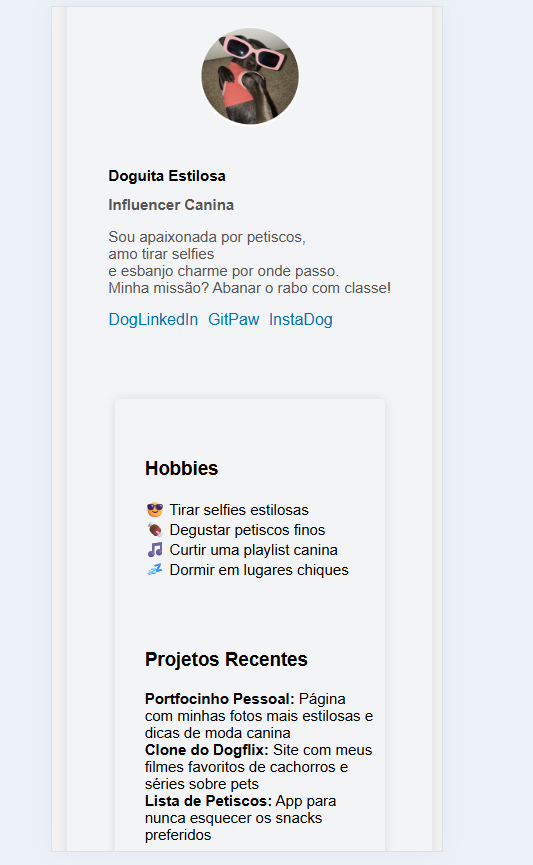 Doguita Estilosa
Influencer Canina
Sou apaixonada por petiscos,
amo tirar selfies
e esbanjo charme por onde passo.
Minha missão? Abanar o rabo com classe!
DogLinkedIn GitPaw InstaDog
Hobbies
😎 Tirar selfies estilosas
🍖 Degustar petiscos finos
🎵 Curtir uma playlist canina
💤 Dormir em lugares chiques
Projetos Recentes
Portfocinho Pessoal: Página
com minhas fotos mais estilosas e
dicas de moda canina
Clone do Dogflix: Site com meus
filmes favoritos de cachorros e
séries sobre pets
Lista de Petiscos: App para
nunca esquecer os snacks
preferidos